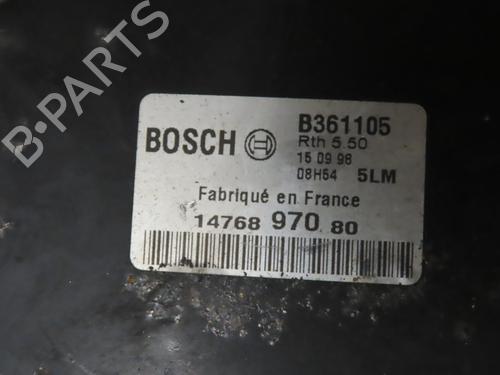 B-PARTS
BOSCH
B361105
Rth 5.50
15 09 98
08H54 5LM
Fabriqué en France
14768 970 80